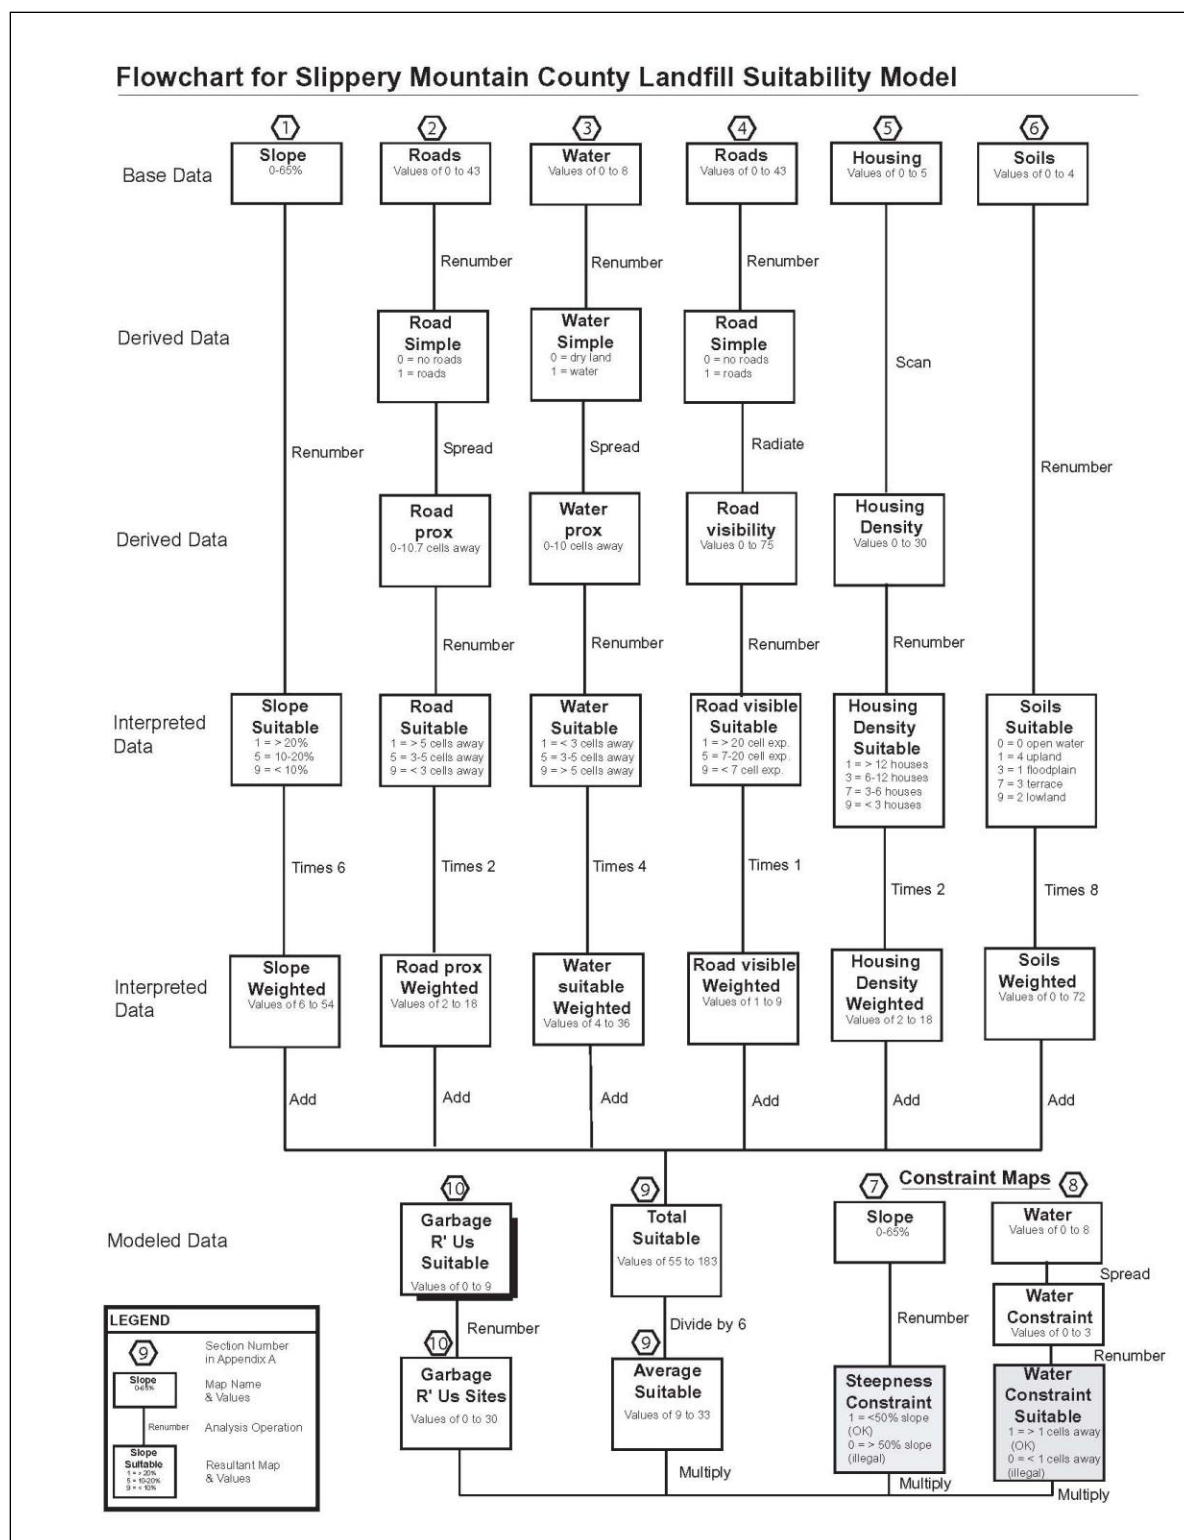 Flowchart for Slippery Mountain County Landfill Suitability Model
1
2
3
4
5
6
Base Data
Slope
0-65%
Roads
Values of 0 to 43
Water
Values of 0 to 8
Roads
Values of 0 to 43
Housing
Values of 0 to 5
Soils
Values of 0 to 4
Renumber
Renumber
Renumber
Derived Data
Road
Simple
0 = no roads
1 = roads
Water
Simple
0 = dry land
1 = water
Road
Simple
0 = no roads
1 = roads
Scan
Renumber
Spread
Spread
Radiate
Renumber
Derived Data
Road
prox
0-10.7 cells away
Water
prox
0-10 cells away
Road
visibility
Values 0 to 75
Housing
Density
Values 0 to 30
Renumber
Renumber
Renumber
Renumber
Interpreted
Data
Slope
Suitable
1 = > 20%
5 = 10-20%
9 = < 10%
Road
Suitable
1 = > 5 cells away
5 = 3-5 cells away
9 = < 3 cells away
Water
Suitable
1 = < 3 cells away
5 = 3-5 cells away
9 = > 5 cells away
Road visible
Suitable
1 = > 20 cell exp.
5 = 7-20 cell exp.
9 = < 7 cell exp.
Housing
Density
Suitable
1 = > 12 houses
3 = 6-12 houses
7 = 3-6 houses
9 = < 3 houses
Soils
Suitable
0 = 0 open water
1 = 4 upland
3 = 1 floodplain
7 = 3 terrace
9 = 2 lowland
Times 6
Times 2
Times 4
Times 1
Times 2
Times 8
Interpreted
Data
Slope
Weighted
Values of 6 to 54
Road prox
Weighted
Values of 2 to 18
Water
suitable
Weighted
Values of 4 to 36
Road visible
Weighted
Values of 1 to 9
Housing
Density
Weighted
Values of 2 to 18
Soils
Weighted
Values of 0 to 72
Add
Add
Add
Add
Add
Add
10
9
7
Constraint Maps
8
Modeled Data
Garbage
R' Us
Suitable
Values of 0 to 9
Total
Suitable
Values of 55 to 183
Slope
0-65%
Water
Values of 0 to 8
Spread
Water
Constraint
Values of 0 to 3
Renumber
Divide by 6
Renumber
Renumber
10
9
Garbage
R' Us Sites
Values of 0 to 30
Average
Suitable
Values of 9 to 33
Steepness
Constraint
1 = <50% slope
(OK)
0 = > 50% slope
(illegal)
Water
Constraint
Suitable
1 = > 1 cells away
(OK)
0 = < 1 cells away
(illegal)
Multiply
Multiply
Multiply
LEGEND
9
Section Number
in Appendix A
Slope
0-65%
Map Name
& Values
Renumber
Analysis Operation
Slope
Suitable
1 = > 20%
5 = 10-20%
9 = < 10%
Resultant Map
& Values